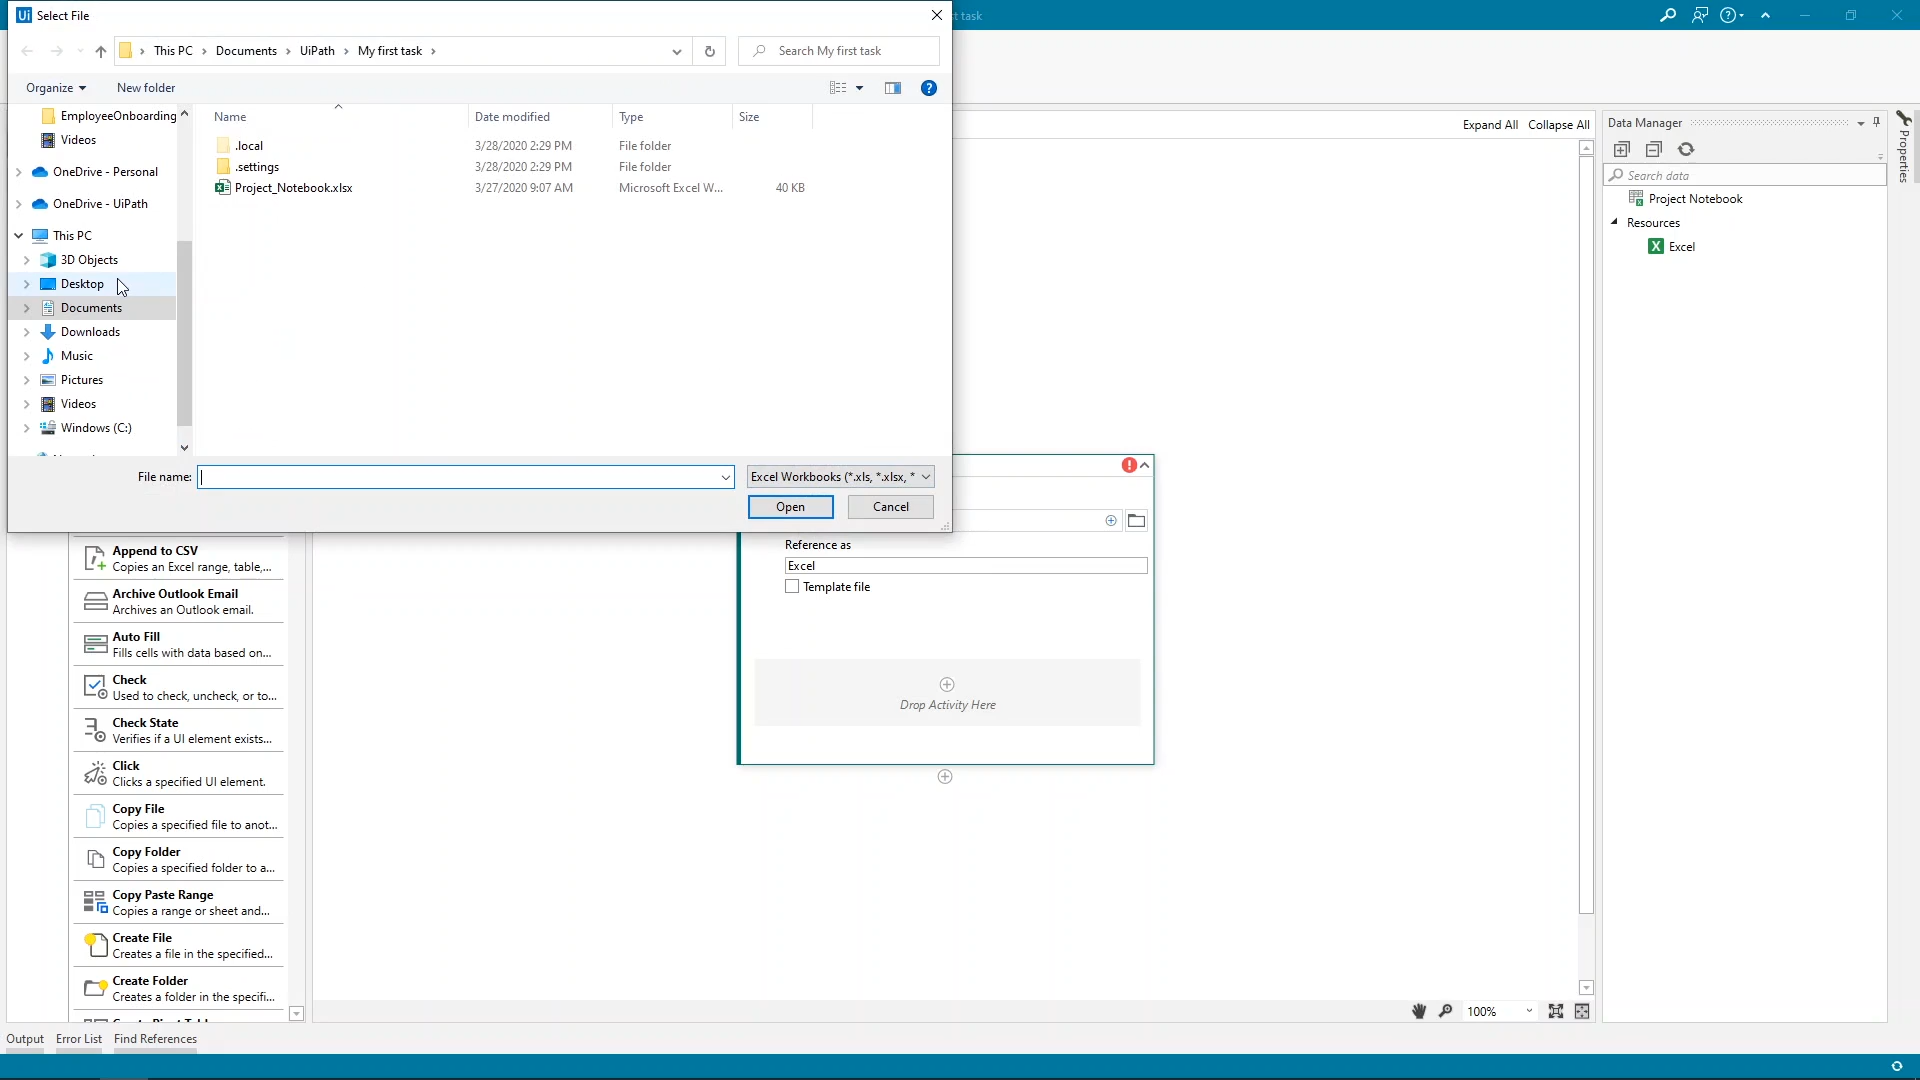 Ui Select File
t task
This PC > Documents > UiPath > My first task >
Search My first task
Organize
New folder
EmployeeOnboarding
Videos
OneDrive - Personal
OneDrive - UiPath
This PC
3D Objects
Desktop
Documents
Downloads
Music
Pictures
Videos
Windows (C:)
Name Date modified Type Size
.local 3/28/2020 2:29 PM File folder
.settings 3/28/2020 2:29 PM File folder
Project_Notebook.xlsx 3/27/2020 9:07 AM Microsoft Excel W... 40 KB
File name:
Excel Workbooks (*.xls, *.xlsx, *
Open
Cancel
Expand All Collapse All
Data Manager
Search data
Project Notebook
Resources
Excel
Properties
Reference as
Excel
Template file
Drop Activity Here
Append to CSV
Copies an Excel range, table,...
Archive Outlook Email
Archives an Outlook email.
Auto Fill
Fills cells with data based on...
Check
Used to check, uncheck, or to...
Check State
Verifies if a UI element exists...
Click
Clicks a specified UI element.
Copy File
Copies a specified file to anot...
Copy Folder
Copies a specified folder to a...
Copy Paste Range
Copies a range or sheet and...
Create File
Creates a file in the specified...
Create Folder
Creates a folder in the specifi...
100%
Output Error List Find References